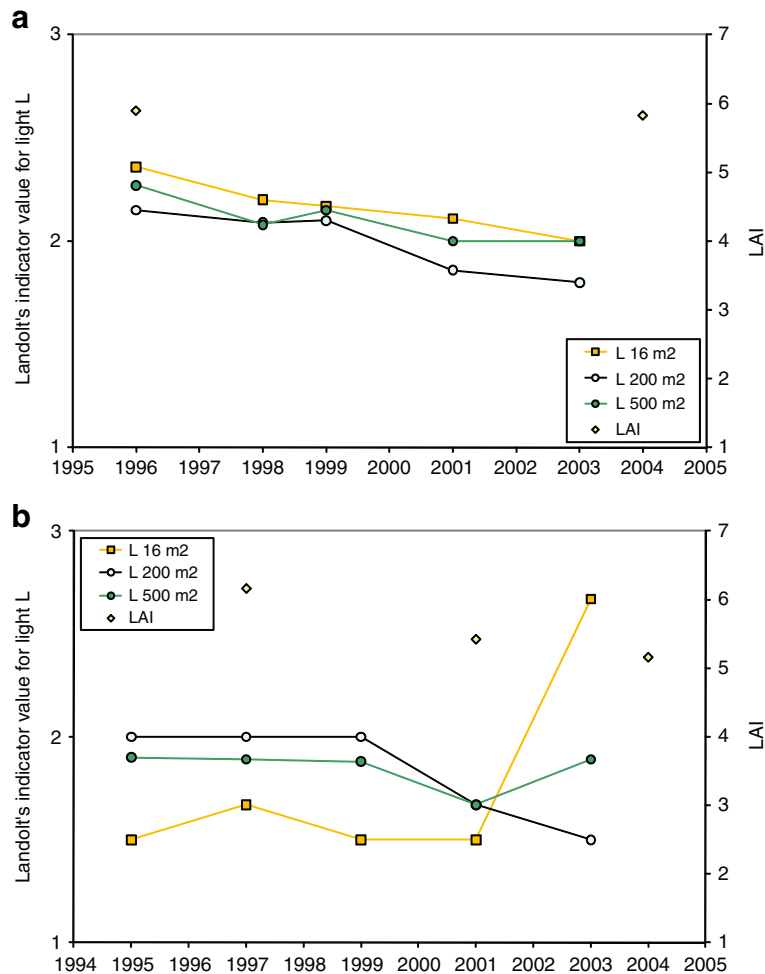 a
3
2
1
Landolt's indicator value for light L
7
6
5
4
3
2
1
LAI
L 16 m2
L 200 m2
L 500 m2
LAI
1995 1996 1997 1998 1999 2000 2001 2002 2003 2004 2005
b
3
2
1
Landolt's indicator value for light L
L 16 m2
L 200 m2
L 500 m2
LAI
7
6
5
4
3
2
1
LAI
1994 1995 1996 1997 1998 1999 2000 2001 2002 2003 2004 2005